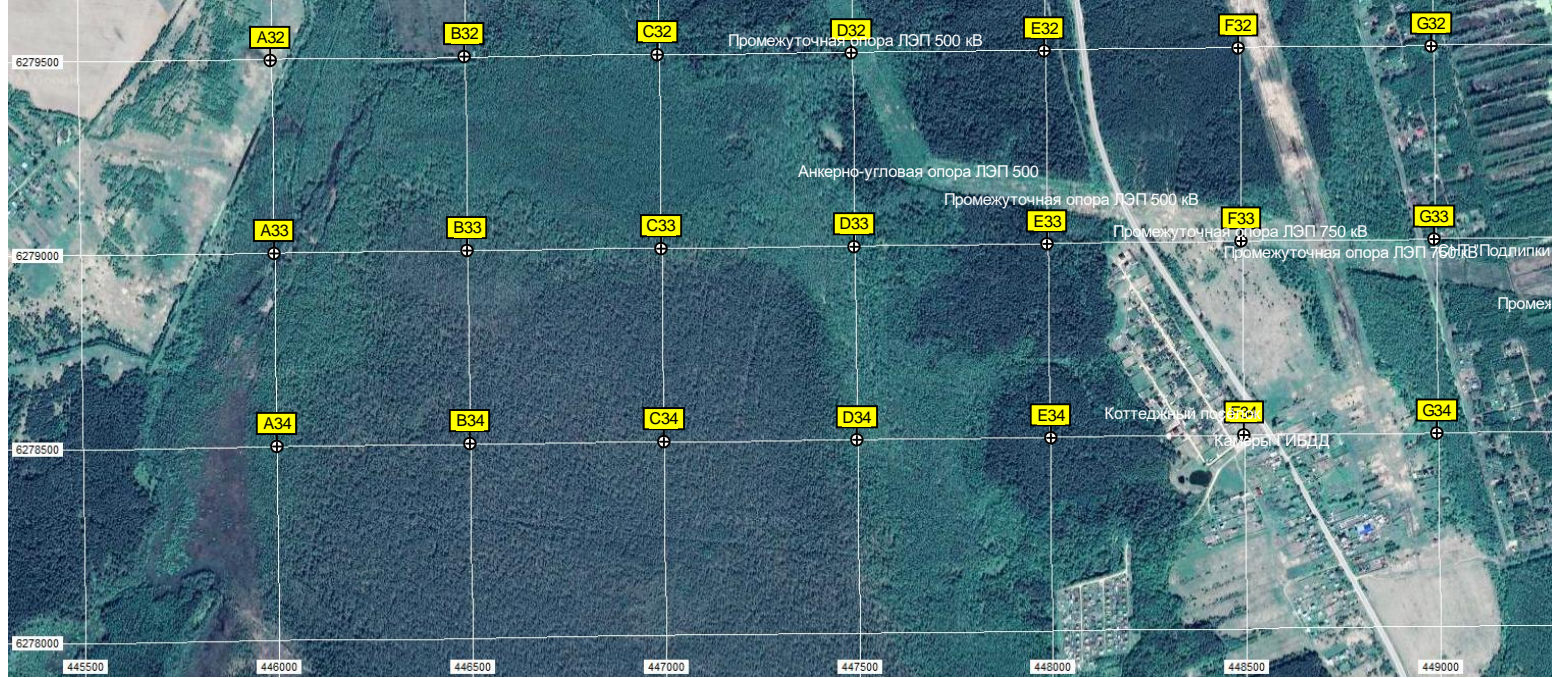 A32
B32
C32
D32
E32
F32
G32
Промежуточная опора ЛЭП 500 кВ
6279500
Анкерно-угловая опора ЛЭП 500
Промежуточная опора ЛЭП 500 кВ
A33
B33
C33
D33
E33
F33
G33
Промежуточная опора ЛЭП 750 кВ
6279000
Промежуточная опора ЛЭП 750 кВ
СНТ "Подлипки
Промеж
A34
B34
C34
D34
E34
F34
G34
Коттеджный
Камеры ГИБДД
6278500
6278000
445500
446000
446500
447000
447500
448000
448500
449000